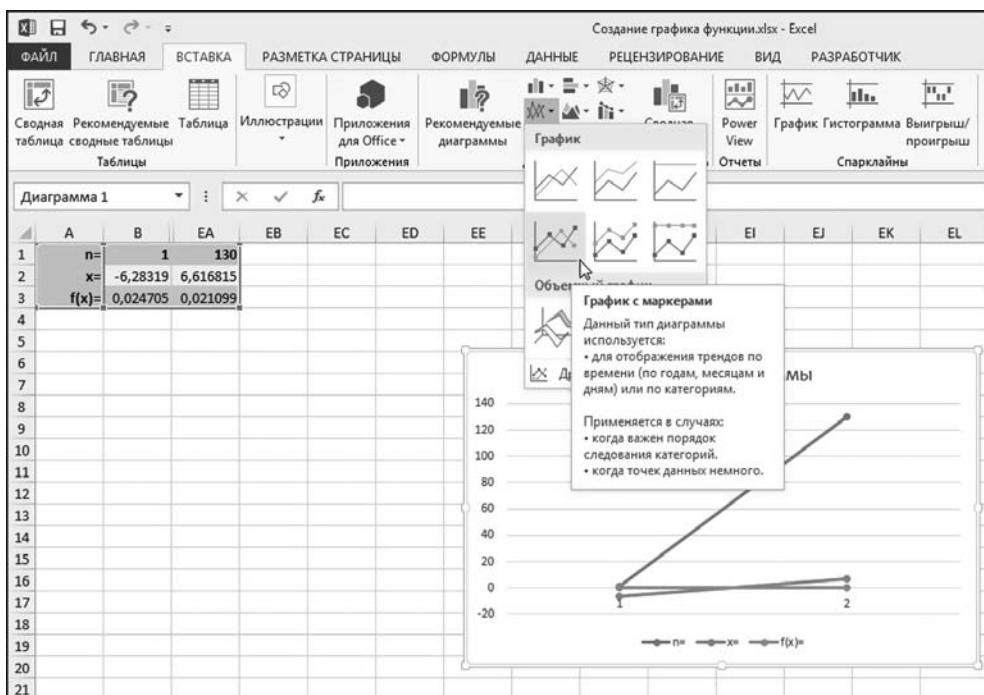 Создание графика функции.xlsx - Excel
ФАЙЛ ГЛАВНАЯ ВСТАВКА РАЗМЕТКА СТРАНИЦЫ ФОРМУЛЫ ДАННЫЕ РЕЦЕНЗИРОВАНИЕ ВИД РАЗРАБОТЧИК
Сводная таблица
Рекомендуемые сводные таблицы
Таблица
Таблицы
Иллюстрации
Приложения для Office
Приложения
Рекомендуемые диаграммы
Power View
Отчеты
График Гистограмма Выигрыш/проигрыш
Спарклайны
Диаграмма 1
fx
График
График с маркерами
Данный тип диаграммы
используется:
• для отображения трендов по
времени (по годам, месяцам и
дням) или по категориям.
Применяется в случаях:
• когда важен порядок
следования категорий.
• когда точек данных немного.
A B EA EB EC ED EE EI EJ EK EL
1 n= 1 130
2 x= -6,28319 6,616815
3 f(x)= 0,024705 0,021099
4
5
6
7
8
9
10
11
12
13
14
15
16
17
18
19
20
21
140
120
100
80
60
40
20
0
-20
1 2
n= x= f(x)=